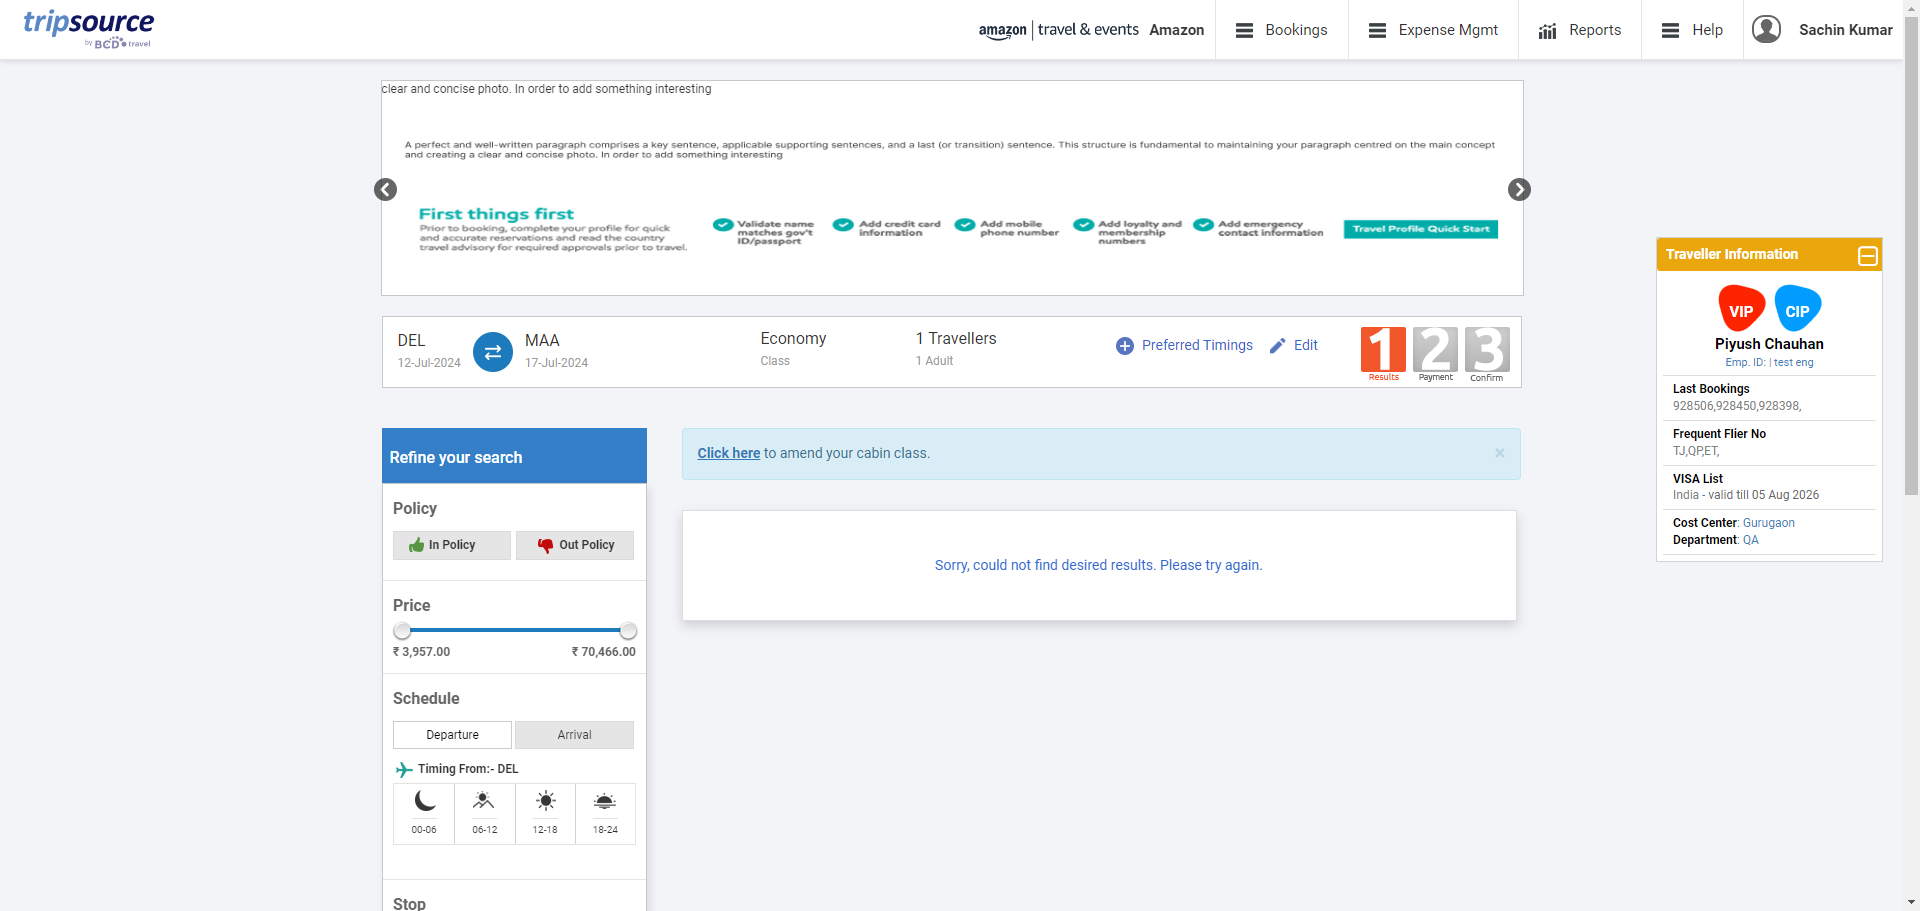 tripsource
by BCD travel
amazon | travel & events Amazon
Bookings
Expense Mgmt
Reports
Help
Sachin Kumar
clear and concise photo. In order to add something interesting
A perfect and well-written paragraph comprises a key sentence, applicable supporting sentences, and a last (or transition) sentence. This structure is fundamental to maintaining your paragraph centred on the main concept
and creating a clear and concise photo. In order to add something interesting
First things first
Prior to booking, complete your profile for quick
and accurate reservations and read the country
travel advisory for required approvals prior to travel.
Validate name
matches gov't
ID/passport
Add credit card
information
Add mobile
phone number
Add loyalty and
membership
numbers
Add emergency
contact information
Travel Profile Quick Start
DEL
12-Jul-2024
MAA
17-Jul-2024
Economy
Class
1 Travellers
1 Adult
Preferred Timings
Edit
1
Results
2
Payment
3
Confirm
Traveller Information
VIP
CIP
Piyush Chauhan
Emp. ID: | test eng
Last Bookings
928506,928450,928398,
Frequent Flier No
TJ,QP,ET,
VISA List
India - valid till 05 Aug 2026
Cost Center: Gurugaon
Department: QA
Refine your search
Policy
In Policy
Out Policy
Price
₹ 3,957.00
₹ 70,466.00
Schedule
Departure
Arrival
Timing From:- DEL
00-06
06-12
12-18
18-24
Stop
Click here to amend your cabin class.
×
Sorry, could not find desired results. Please try again.